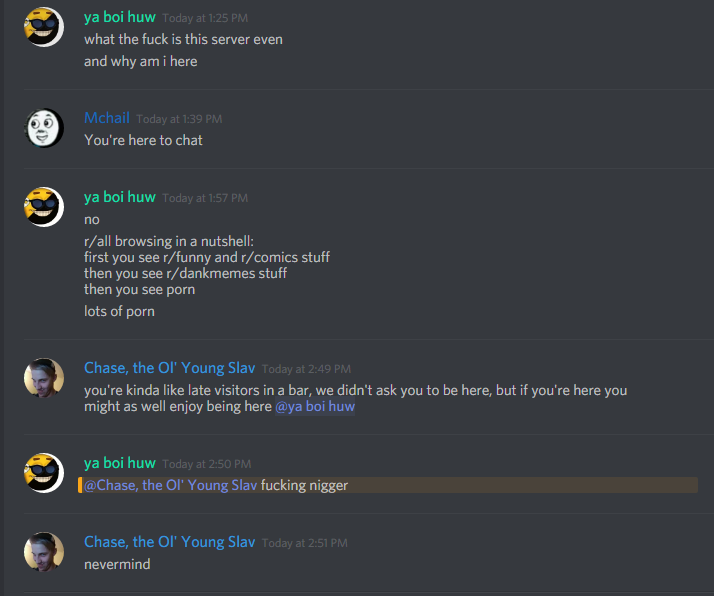 ya boi huw Today at 1:25 PM
what the fuck is this server even
and why am i here
Mchail Today at 1:39 PM
You're here to chat
ya boi huw Today at 1:57 PM
no
r/all browsing in a nutshell:
first you see r/funny and r/comics stuff
then you see r/dankmemes stuff
then you see porn
lots of porn
Chase, the Ol' Young Slav Today at 2:49 PM
you're kinda like late visitors in a bar, we didn't ask you to be here, but if you're here you
might as well enjoy being here @ya boi huw
ya boi huw Today at 2:50 PM
@Chase, the Ol' Young Slav fucking nigger
Chase, the Ol' Young Slav Today at 2:51 PM
nevermind